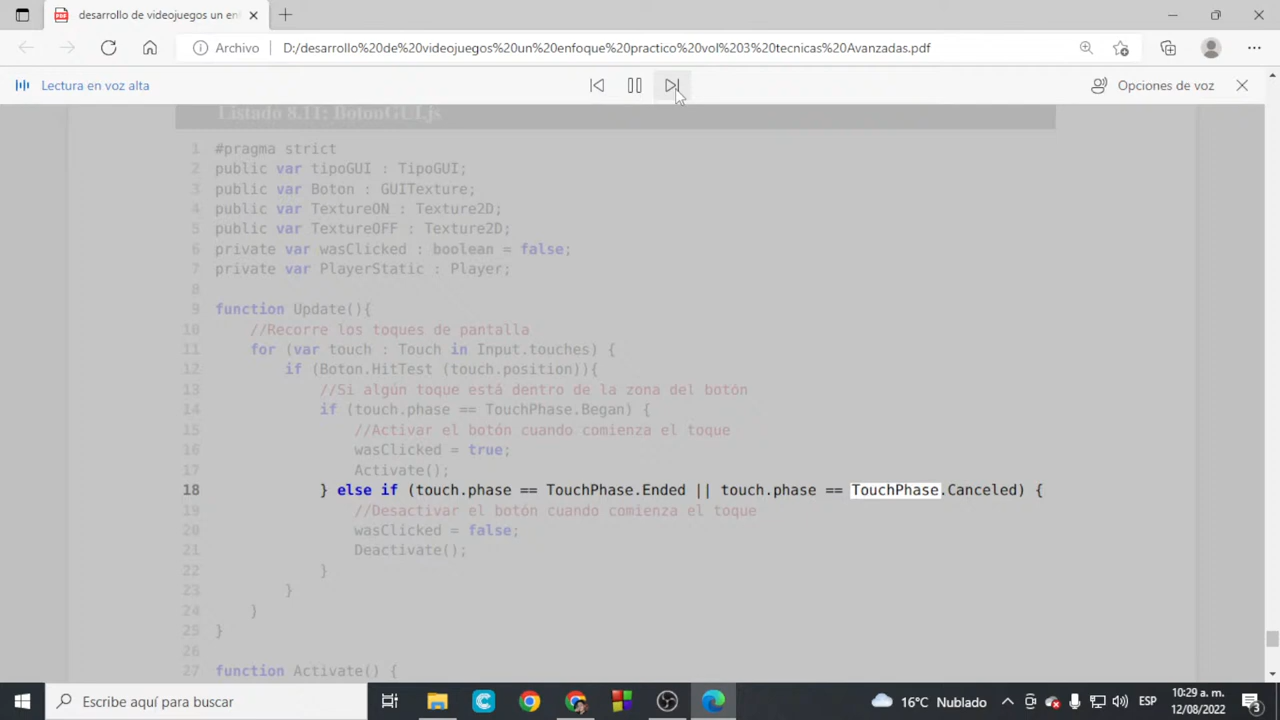 desarrollo de videojuegos un en
Archivo D:/desarrollo%20de%20videojuegos%20un%20enfoque%20practico%20vol%203%20tecnicas%20Avanzadas.pdf
Lectura en voz alta
Opciones de voz
Listado 8.11: BotonGUI.js
1 #pragma strict
2 public var tipoGUI : TipoGUI;
3 public var Boton : GUITexture;
4 public var TextureON : Texture2D;
5 public var TextureOFF : Texture2D;
6 private var wasClicked : boolean = false;
7 private var PlayerStatic : Player;
8
9 function Update(){
10 //Recorre los toques de pantalla
11 for (var touch : Touch in Input.touches) {
12 if (Boton.HitTest (touch.position)){
13 //Si algún toque está dentro de la zona del botón
14 if (touch.phase == TouchPhase.Began) {
15 //Activar el botón cuando comienza el toque
16 wasClicked = true;
17 Activate();
18 } else if (touch.phase == TouchPhase.Ended || touch.phase == TouchPhase.Canceled) {
19 //Desactivar el botón cuando comienza el toque
20 wasClicked = false;
21 Deactivate();
22 }
23 }
24 )
25 }
26
27 function Activate() {
Escribe aquí para buscar
16°C Nublado
ESP
10:29 a. m.
12/08/2022
3